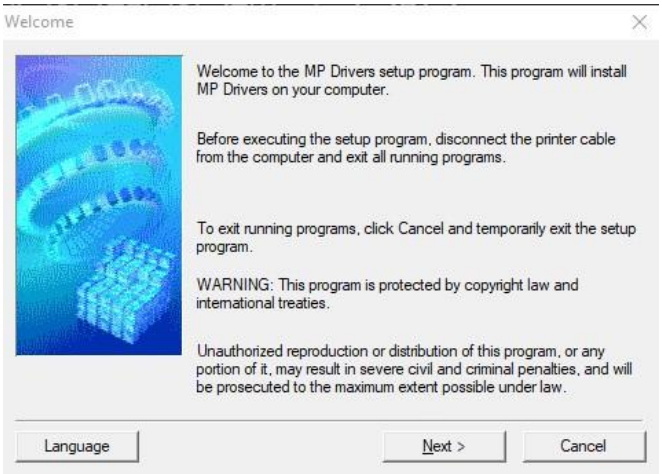 Welcome
Welcome to the MP Drivers setup program. This program will install
MP Drivers on your computer.
Before executing the setup program, disconnect the printer cable
from the computer and exit all running programs.
To exit running programs, click Cancel and temporarily exit the setup
program.
WARNING: This program is protected by copyright law and
international treaties.
Unauthorized reproduction or distribution of this program, or any
portion of it, may result in severe civil and criminal penalties, and will
be prosecuted to the maximum extent possible under law.
Language
Next >
Cancel